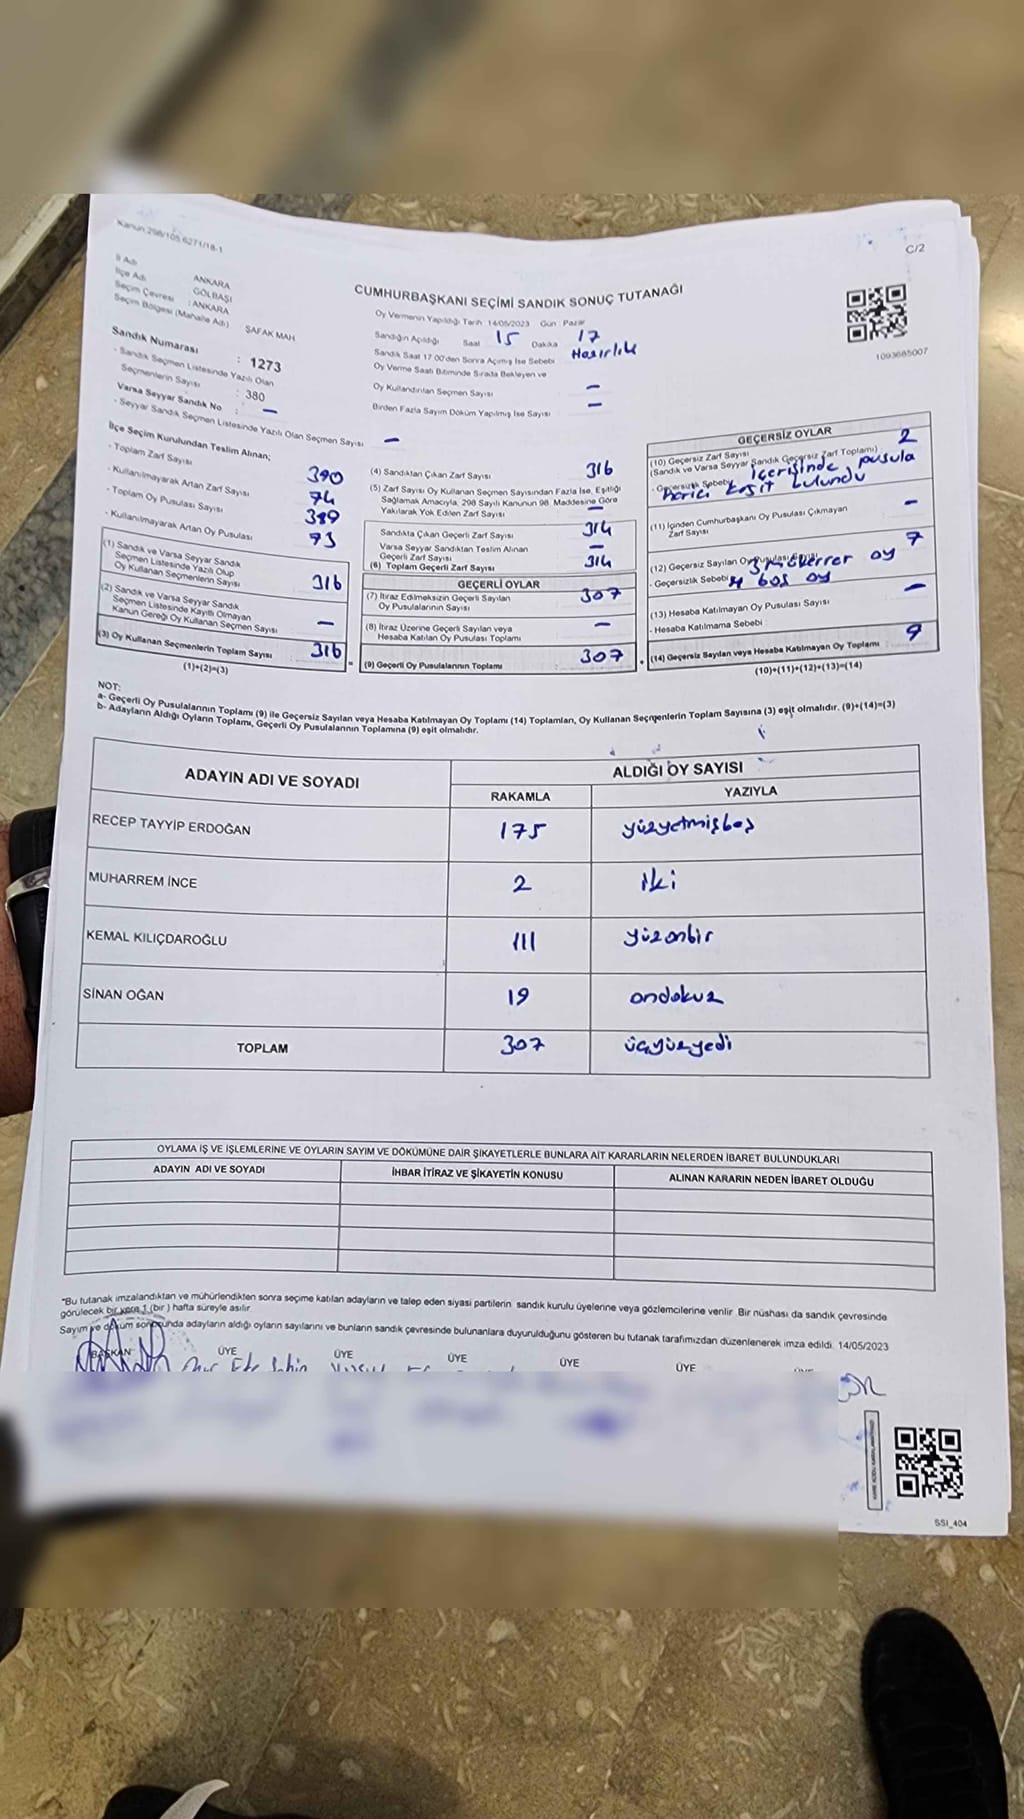 Kanun 298/105 6271/18-1
C/2
İl Adı
İlçe Adı ANKARA
Seçim Çevresi GÖLBAŞI
Seçim Bölgesi (Mahalle Adı) : ANKARA
ŞAFAK MAH
CUMHURBAŞKANI SEÇİMİ SANDIK SONUÇ TUTANAĞI
Oy Vermenin Yapıldığı Tarih 14/05/2023 Gün : Pazar
Sandığın Açıldığı Saat 15 Dakika 17
Sandık Saat 17 00'den Sonra Açımış İse Sebebi Hazırlık
Oy Verme Saati Bitiminde Sırada Bekleyen ve
Oy Kullandırılan Seçmen Sayısı –
Birden Fazla Sayım Döküm Yapılmış İse Sayısı –
1093685007
Sandık Numarası : 1273
- Sandık Seçmen Listesinde Yazılı Olan
Seçmenlerin Sayısı : 380
Varsa Seyyar Sandık No : –
- Seyyar Sandık Seçmen Listesinde Yazılı Olan Seçmen Sayısı –
İlçe Seçim Kurulundan Teslim Alınan;
- Toplam Zarf Sayısı 390
- Kullanılmayarak Artan Zarf Sayısı 74
- Toplam Oy Pusulası Sayısı 389
- Kullanılmayarak Artan Oy Pusulası 73
(1) Sandık ve Varsa Seyyar Sandık
Seçmen Listesinde Yazılı Olup
Oy Kullanan Seçmenlerin Sayısı 316
(2) Sandık ve Varsa Seyyar Sandık
Seçmen Listesinde Kayıtlı Olmayan
Kanun Gereği Oy Kullanan Seçmen Sayısı –
(3) Oy Kullanan Seçmenlerin Toplam Sayısı 316
(1)+(2)=(3)
(4) Sandıktan Çıkan Zarf Sayısı 316
(5) Zarf Sayısı Oy Kullanan Seçmen Sayısından Fazla İse, Eşitliği
Sağlamak Amacıyla, 298 Sayılı Kanunun 98. Maddesine Göre
Yakılarak Yok Edilen Zarf Sayısı –
Sandıkta Çıkan Geçerli Zarf Sayısı 314
Varsa Seyyar Sandıktan Teslim Alınan
Geçerli Zarf Sayısı –
(6) Toplam Geçerli Zarf Sayısı 314
GEÇERLİ OYLAR
(7) İtiraz Edilmeksizin Geçerli Sayılan
Oy Pusulalarının Sayısı 307
(8) İtiraz Üzerine Geçerli Sayılan veya
Hesaba Katılan Oy Pusulası Toplamı –
(9) Geçerli Oy Pusulalarının Toplamı 307
GEÇERSİZ OYLAR
(10) Geçersiz Zarf Sayısı 2
(Sandık ve Varsa Seyyar Sandık Geçersiz Zarf Toplamı)
- Geçersizlik Sebebi içerisinde pusula
harici kağıt bulundu
(11) İçinden Cumhurbaşkanı Oy Pusulası Çıkmayan
Zarf Sayısı –
(12) Geçersiz Sayılan Oy Pusulası Sayısı 7
3 mükerrer oy
- Geçersizlik Sebebi 4 boş oy
(13) Hesaba Katılmayan Oy Pusulası Sayısı –
- Hesaba Katılmama Sebebi
(14) Geçersiz Sayılan veya Hesaba Katılmayan Oy Toplamı 9
(10)+(11)+(12)+(13)=(14)
NOT:
a- Geçerli Oy Pusulalarının Toplamı (9) ile Geçersiz Sayılan veya Hesaba Katılmayan Oy Toplamı (14) Toplamları, Oy Kullanan Seçmenlerin Toplam Sayısına (3) eşit olmalıdır. (9)+(14)=(3)
b- Adayların Aldığı Oyların Toplamı, Geçerli Oy Pusulalarının Toplamına (9) eşit olmalıdır.
ADAYIN ADI VE SOYADI ALDIĞI OY SAYISI
RAKAMLA YAZIYLA
RECEP TAYYİP ERDOĞAN 175 yüzyetmişbeş
MUHARREM İNCE 2 iki
KEMAL KILIÇDAROĞLU 111 yüzonbir
SİNAN OĞAN 19 ondokuz
TOPLAM 307 üçyüzyedi
OYLAMA İŞ VE İŞLEMLERİNE VE OYLARIN SAYIM VE DÖKÜMÜNE DAİR ŞİKAYETLERLE BUNLARA AİT KARARLARIN NELERDEN İBARET BULUNDUKLARI
ADAYIN ADI VE SOYADI İHBAR İTİRAZ VE ŞİKAYETİN KONUSU ALINAN KARARIN NEDEN İBARET OLDUĞU
"Bu tutanak imzalandıktan ve mühürlendikten sonra seçime katılan adayların ve talep eden siyasi partilerin sandık kurulu üyelerine veya gözlemcilerine verilir. Bir nüshası da sandık çevresinde
görülecek bir yere 1 (bir ) hafta süreyle asılır.
Sayım ve döküm sonucunda adayların aldığı oyların sayılarını ve bunların sandık çevresinde bulunanlara duyurulduğunu gösteren bu tutanak tarafımızdan düzenlenerek imza edildi. 14/05/2023
BAŞKAN ÜYE ÜYE ÜYE ÜYE ÜYE
SSI_404